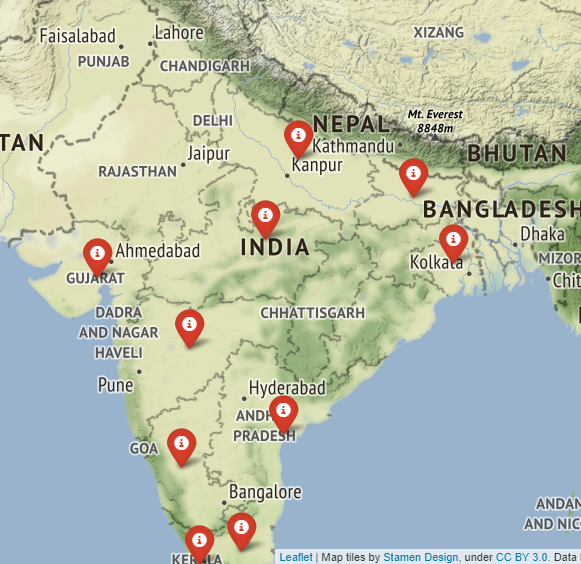 Lahore
Faisalabad
XIZANG
PUNJAB
CHANDIGARH
Mt. Everest
8848m
DELHI
NEPAL
TAN
Kathmandu
Jaipur
BHUTAN
Kanpur
RAJASTHAN
BANGLADESH
Dhaka
Ahmedabad
INDIA
MIZOR
Kolkata
GUJARAT
Chit
DADRA
AND NAGAR
HAVELI
CHHATTISGARH
Pune
Hyderabad
ANDH
PRADESH
GOA
Bangalore
ANDAN
AND NIC
KERALA
Leaflet | Map tiles by Stamen Design, under CC BY 3.0. Data